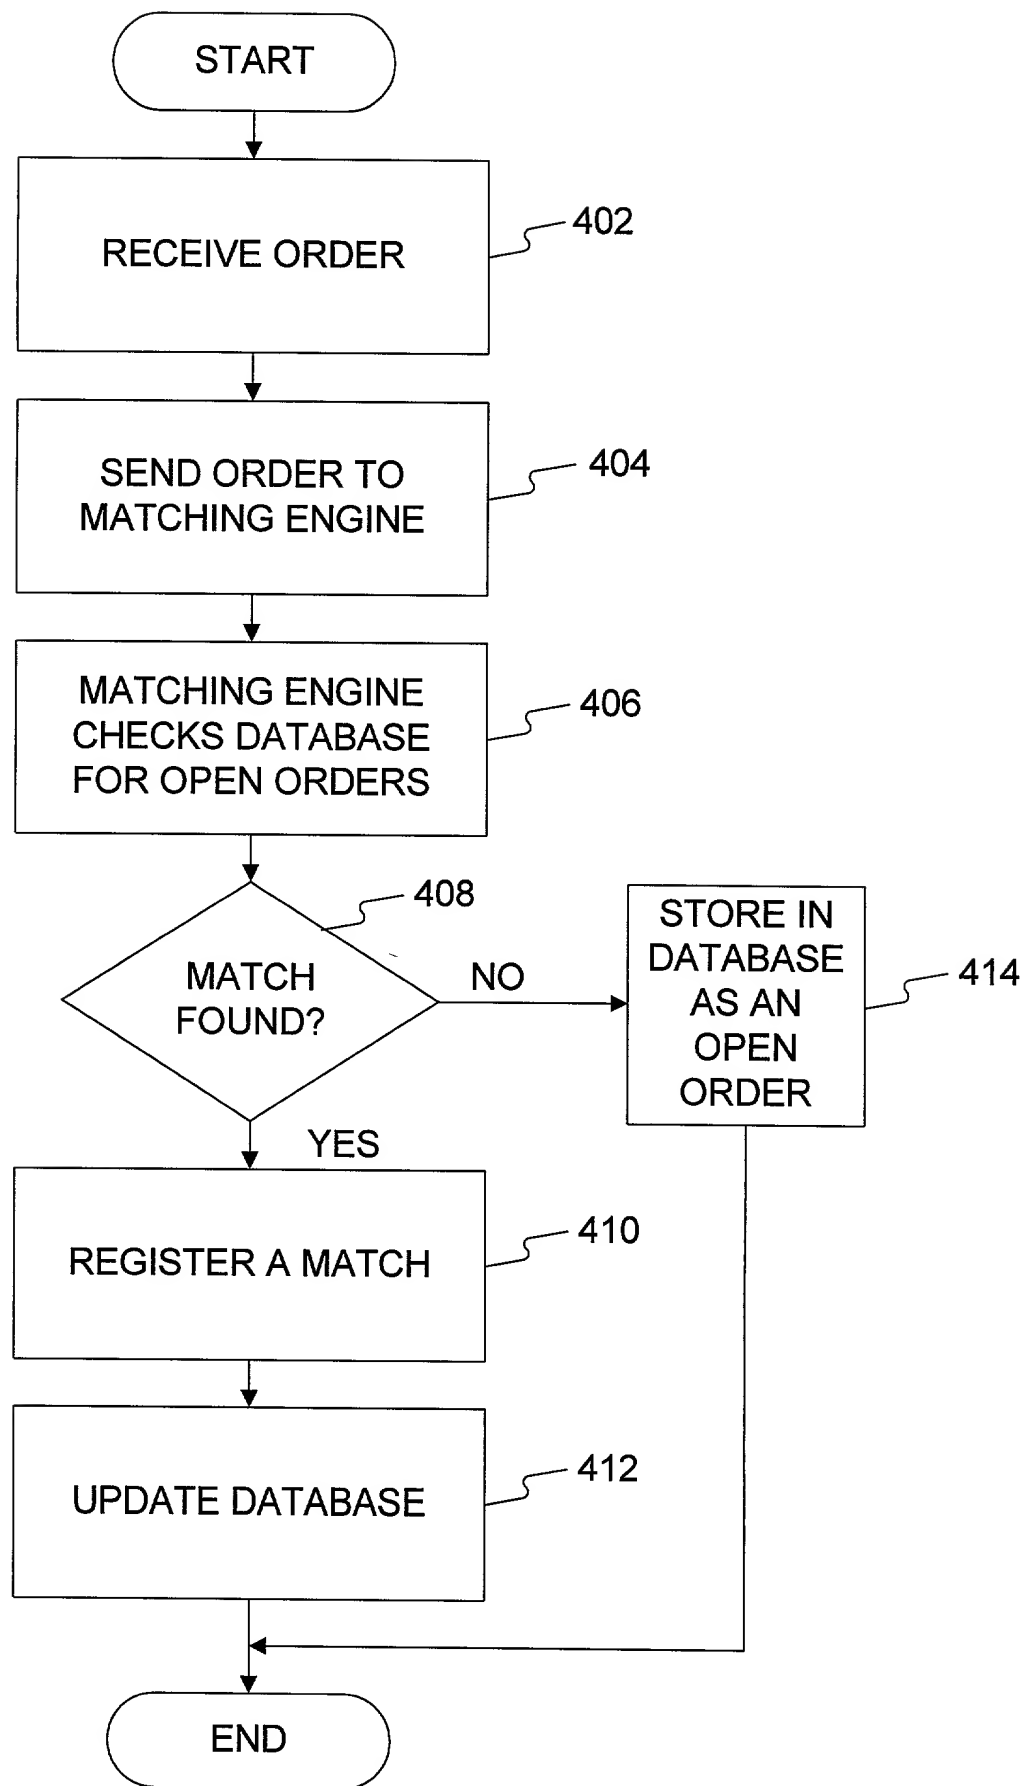 START
RECEIVE ORDER
402
SEND ORDER TO
MATCHING ENGINE
404
MATCHING ENGINE
CHECKS DATABASE
FOR OPEN ORDERS
406
408
MATCH
FOUND?
NO
STORE IN
DATABASE
AS AN
OPEN
ORDER
414
YES
REGISTER A MATCH
410
UPDATE DATABASE
412
END